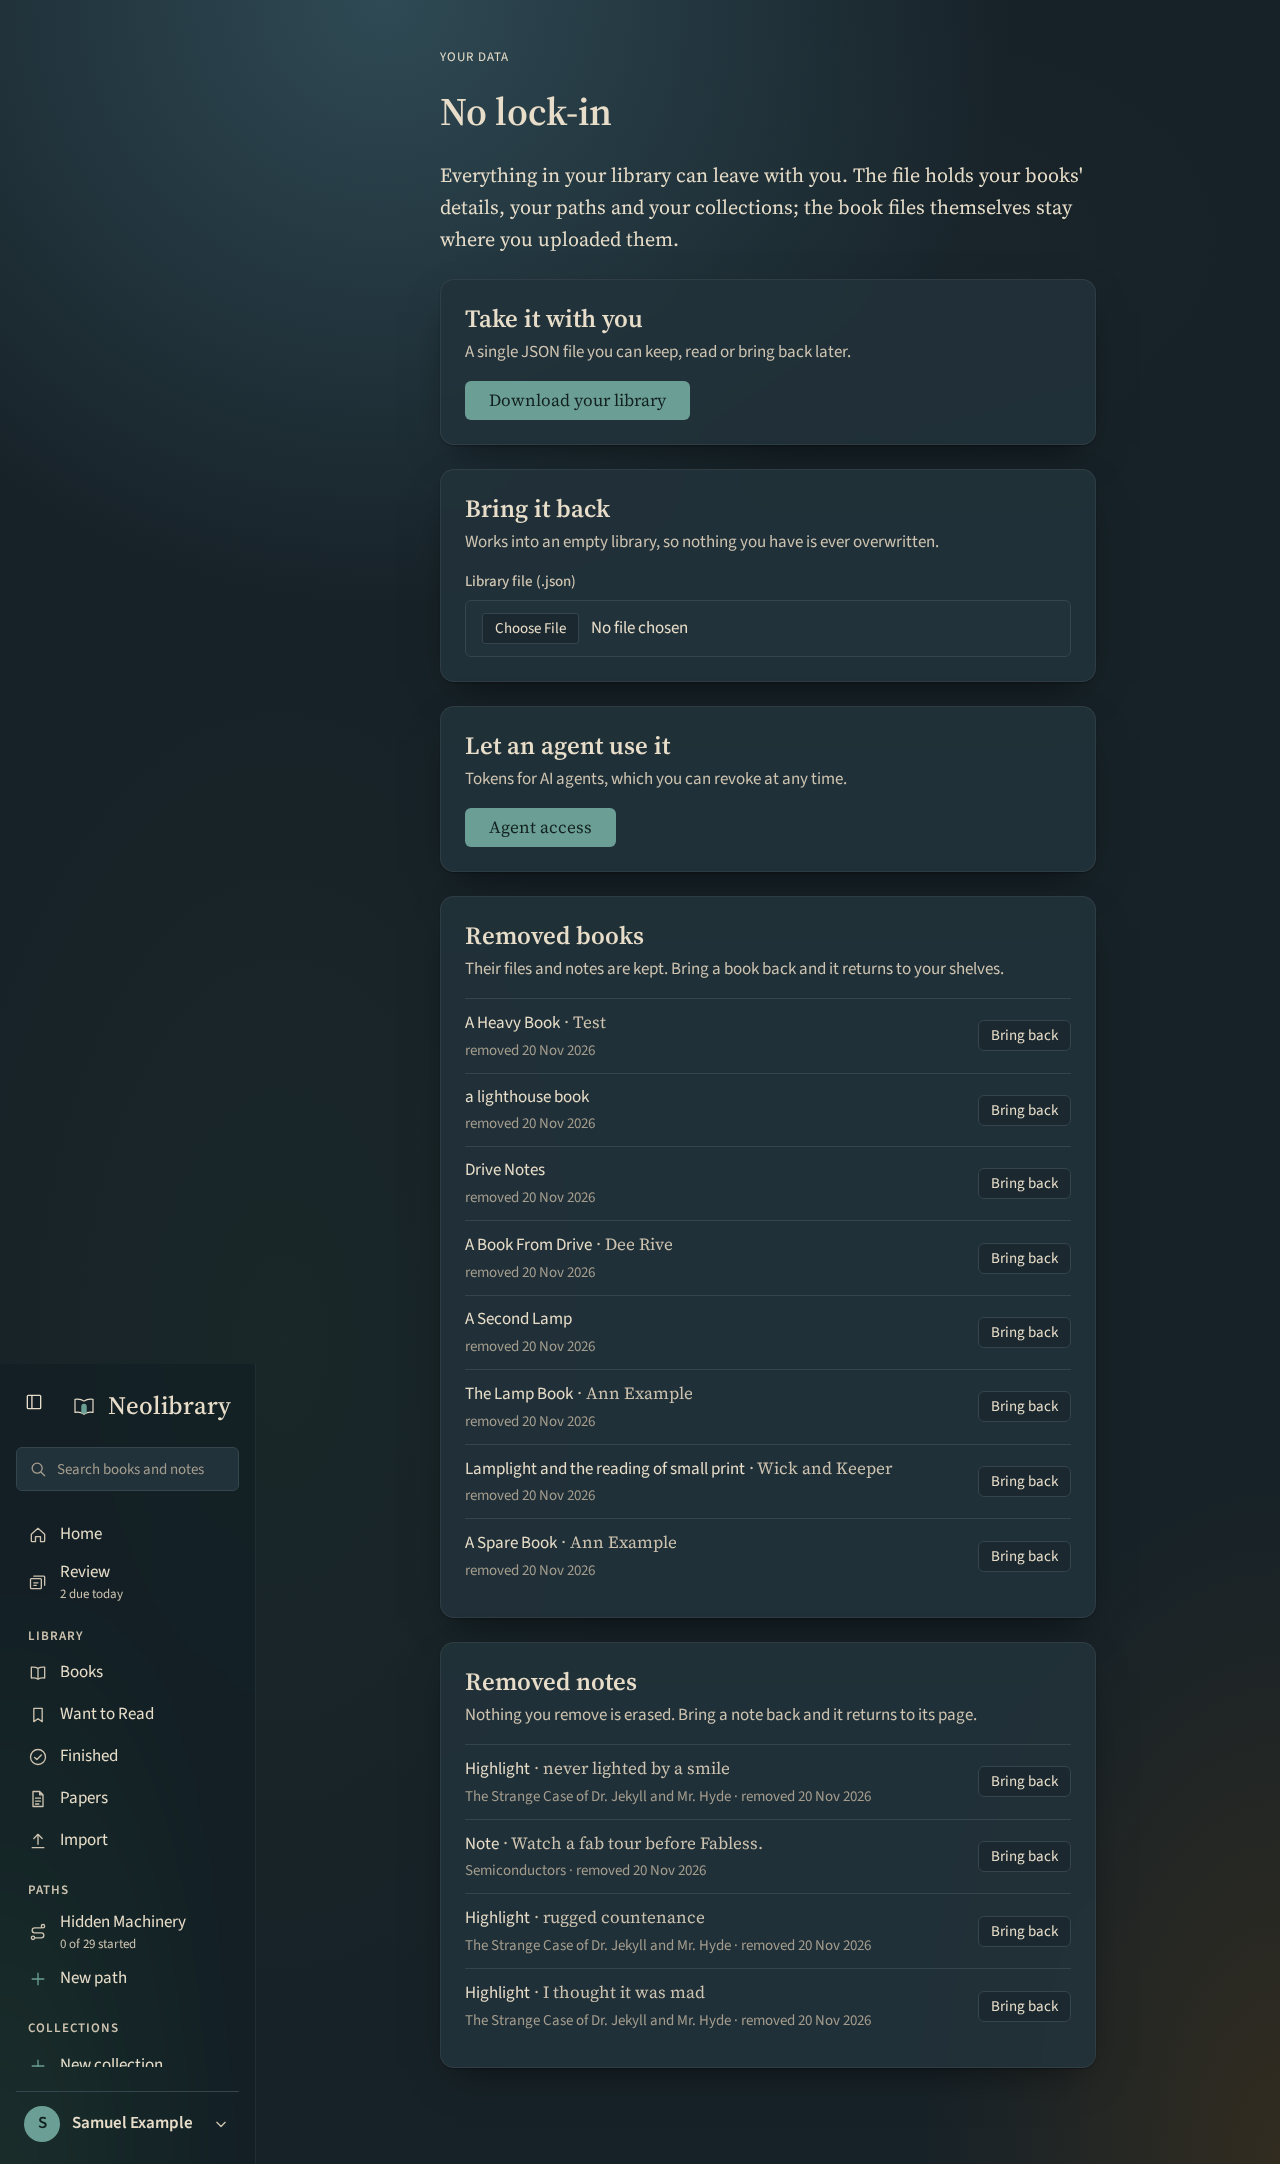 YOUR DATA
No lock-in
Everything in your library can leave with you. The file holds your books'
details, your paths and your collections; the book files themselves stay
where you uploaded them.
Take it with you
A single JSON file you can keep, read or bring back later.
Download your library
Bring it back
Works into an empty library, so nothing you have is ever overwritten.
Library file (.json)
Choose File No file chosen
Let an agent use it
Tokens for AI agents, which you can revoke at any time.
Agent access
Removed books
Their files and notes are kept. Bring a book back and it returns to your shelves.
A Heavy Book · Test
removed 20 Nov 2026
Bring back
a lighthouse book
removed 20 Nov 2026
Bring back
Drive Notes
removed 20 Nov 2026
Bring back
A Book From Drive · Dee Rive
removed 20 Nov 2026
Bring back
A Second Lamp
removed 20 Nov 2026
Bring back
The Lamp Book · Ann Example
removed 20 Nov 2026
Bring back
Lamplight and the reading of small print · Wick and Keeper
removed 20 Nov 2026
Bring back
A Spare Book · Ann Example
removed 20 Nov 2026
Bring back
Removed notes
Nothing you remove is erased. Bring a note back and it returns to its page.
Highlight · never lighted by a smile
The Strange Case of Dr. Jekyll and Mr. Hyde · removed 20 Nov 2026
Bring back
Note · Watch a fab tour before Fabless.
Semiconductors · removed 20 Nov 2026
Bring back
Highlight · rugged countenance
The Strange Case of Dr. Jekyll and Mr. Hyde · removed 20 Nov 2026
Bring back
Highlight · I thought it was mad
The Strange Case of Dr. Jekyll and Mr. Hyde · removed 20 Nov 2026
Bring back
Neolibrary
Search books and notes
Home
Review
2 due today
LIBRARY
Books
Want to Read
Finished
Papers
Import
PATHS
Hidden Machinery
0 of 29 started
New path
COLLECTIONS
New collection
S Samuel Example